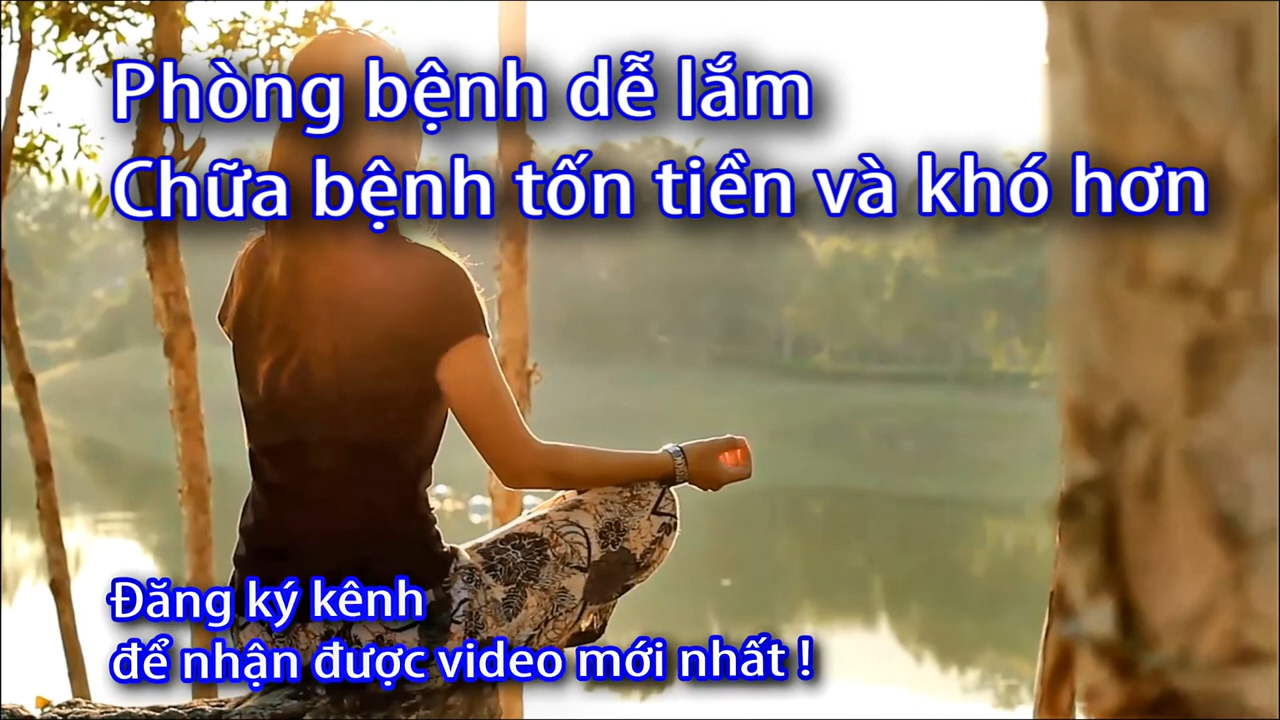 Phòng bệnh dễ lắm
Chữa bệnh tốn tiền và khó hơn
Đăng ký kênh
để nhận được video mới nhất !